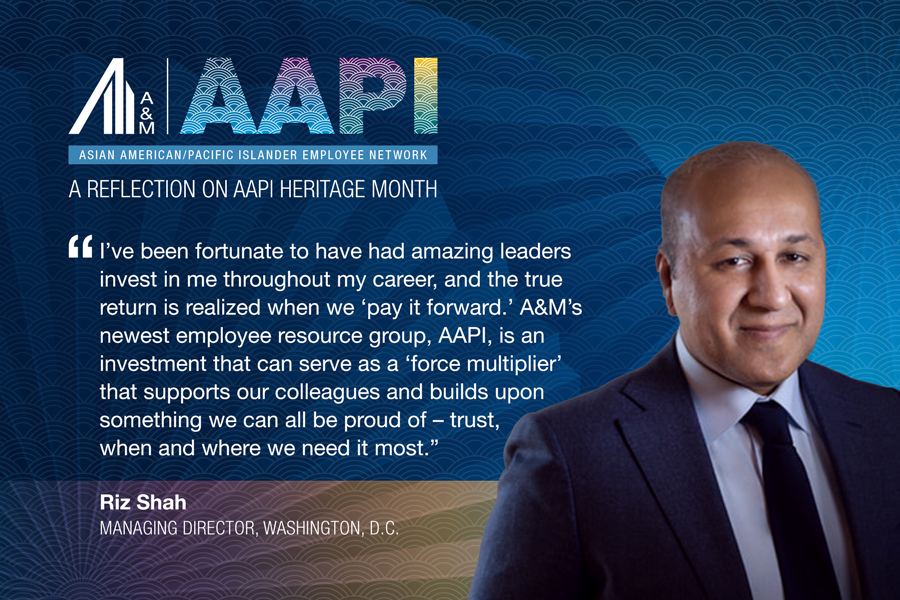 A
&
M
AAPI
ASIAN AMERICAN/PACIFIC ISLANDER EMPLOYEE NETWORK
A REFLECTION ON AAPI HERITAGE MONTH
“I’ve been fortunate to have had amazing leaders
invest in me throughout my career, and the true
return is realized when we ‘pay it forward.’ A&M’s
newest employee resource group, AAPI, is an
investment that can serve as a ‘force multiplier’
that supports our colleagues and builds upon
something we can all be proud of – trust,
when and where we need it most.”
Riz Shah
MANAGING DIRECTOR, WASHINGTON, D.C.